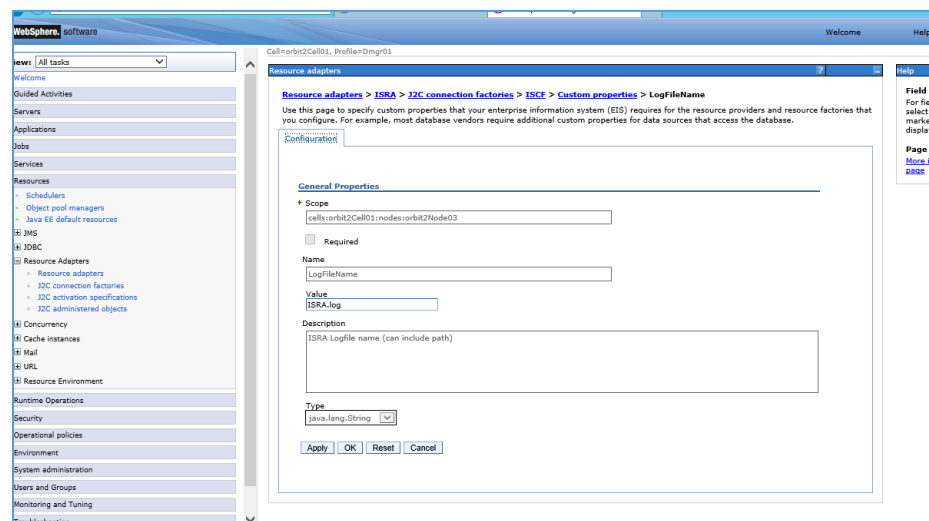 WebSphere. software
Welcome
Help
View: All tasks
Welcome
Guided Activities
Servers
Applications
Jobs
Services
Resources
Schedulers
Object pool managers
Java EE default resources
JMS
JDBC
Resource Adapters
Resource adapters
J2C connection factories
J2C activation specifications
J2C administered objects
Concurrency
Cache instances
Mail
URL
Resource Environment
Runtime Operations
Security
Operational policies
Environment
System administration
Users and Groups
Monitoring and Tuning
Cell=orbit2Cell01, Profile=Dmgr01
Resource adapters
Resource adapters > ISRA > J2C connection factories > ISCF > Custom properties > LogFileName
Use this page to specify custom properties that your enterprise information system (EIS) requires for the resource providers and resource factories that
you configure. For example, most database vendors require additional custom properties for data sources that access the database.
Configuration
General Properties
Scope
cells:orbit2Cell01:nodes:orbit2Node03
Required
Name
LogFileName
Value
ISRA.log
Description
ISRA Logfile name (can include path)
Type
java.lang.String
Apply OK Reset Cancel
Help
Field
For fie
select
marke
displa
Page
More i
page